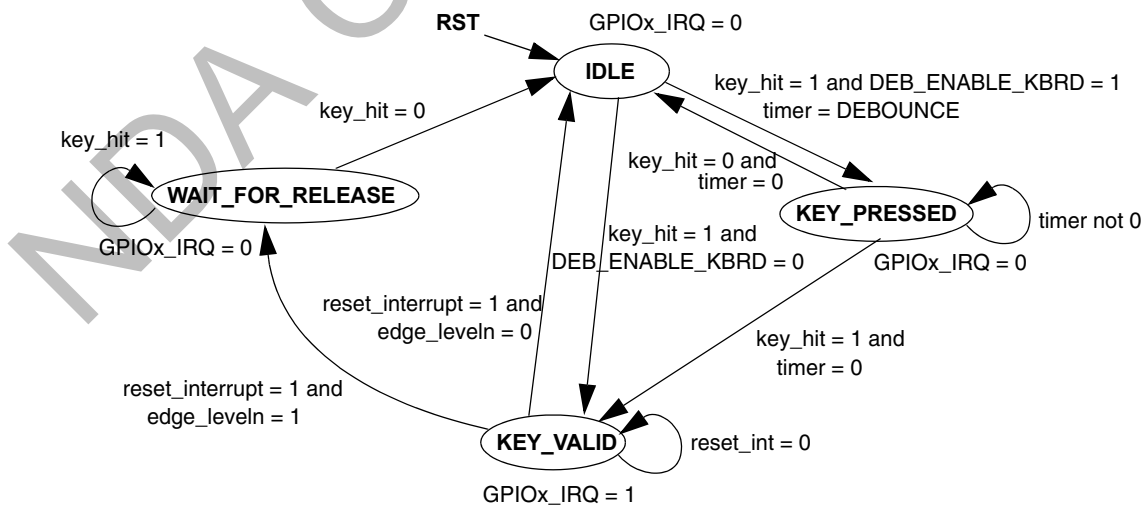 RST
GPIOx_IRQ = 0
IDLE
key_hit = 1 and DEB_ENABLE_KBRD = 1
timer = DEBOUNCE
key_hit = 0
key_hit = 1
key_hit = 0 and
timer = 0
WAIT_FOR_RELEASE
KEY_PRESSED
timer not 0
GPIOx_IRQ = 0
key_hit = 1 and
DEB_ENABLE_KBRD = 0
GPIOx_IRQ = 0
reset_interrupt = 1 and
edge_leveln = 0
key_hit = 1 and
timer = 0
reset_interrupt = 1 and
edge_leveln = 1
KEY_VALID
reset_int = 0
GPIOx_IRQ = 1
NDA